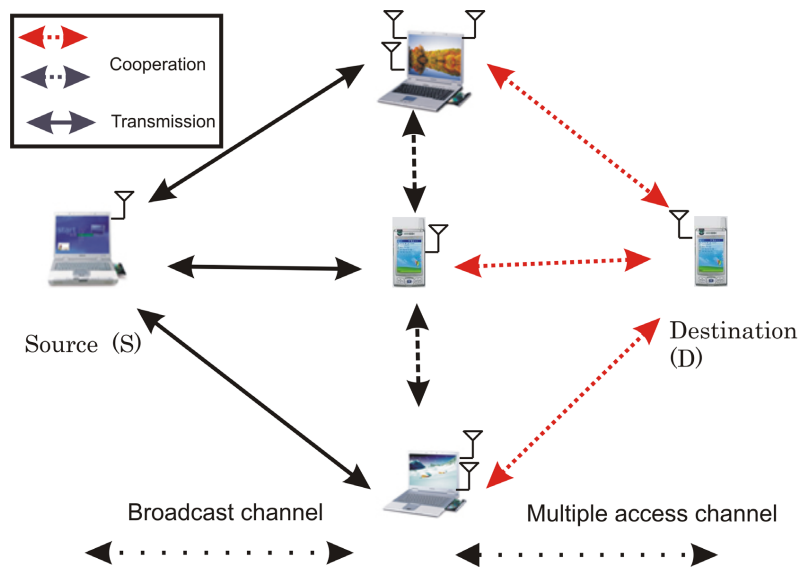 Cooperation
Transmission
Source (S)
Destination
(D)
Broadcast channel
Multiple access channel